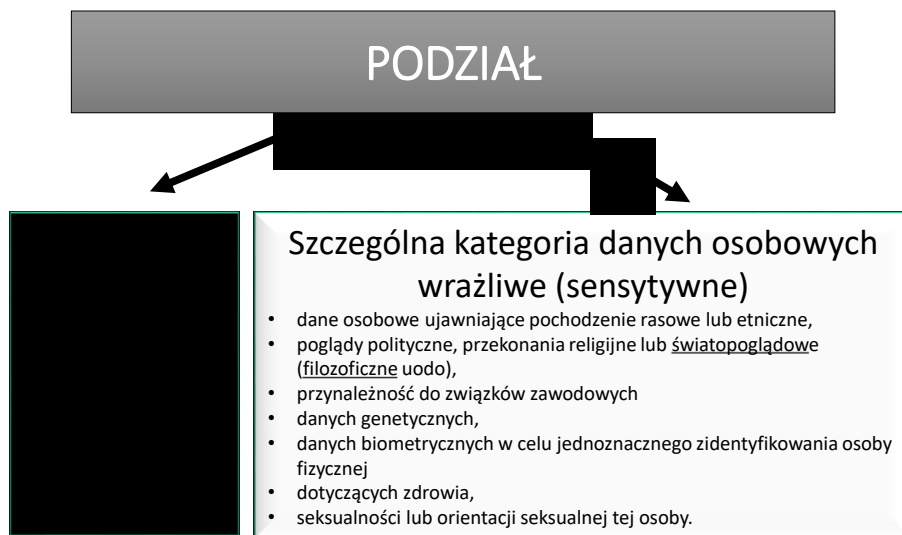 PODZIAŁ
Szczególna kategoria danych osobowych
wrażliwe (sensytywne)
• dane osobowe ujawniające pochodzenie rasowe lub etniczne,
• poglądy polityczne, przekonania religijne lub światopoglądowe
(filozoficzne uodo),
• przynależność do związków zawodowych
• danych genetycznych,
• danych biometrycznych w celu jednoznacznego zidentyfikowania osoby
fizycznej
• dotyczących zdrowia,
• seksualności lub orientacji seksualnej tej osoby.